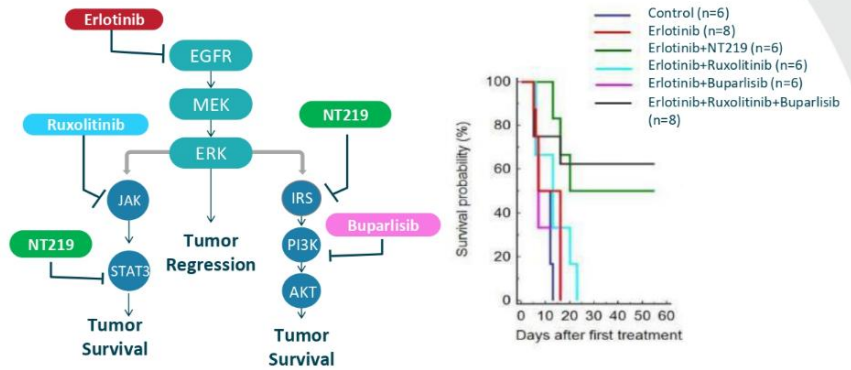 Erlotinib
EGFR
MEK
NT219
Ruxolitinib
ERK
JAK
IRS
Tumor
Regression
Buparlisib
PI3K
NT219
STAT3
AKT
Tumor
Survival
Tumor
Survival
Control (n=6)
Erlotinib (n=8)
Erlotinib+NT219 (n=6)
Erlotinib+Ruxolitinib (n=6)
Erlotinib+Buparlisib (n=6)
Erlotinib+Ruxolitinib+Buparlisib
(n=8)
Survival probability (%)
100
80
60
40
20
0
0 10 20 30 40 50 60
Days after first treatment